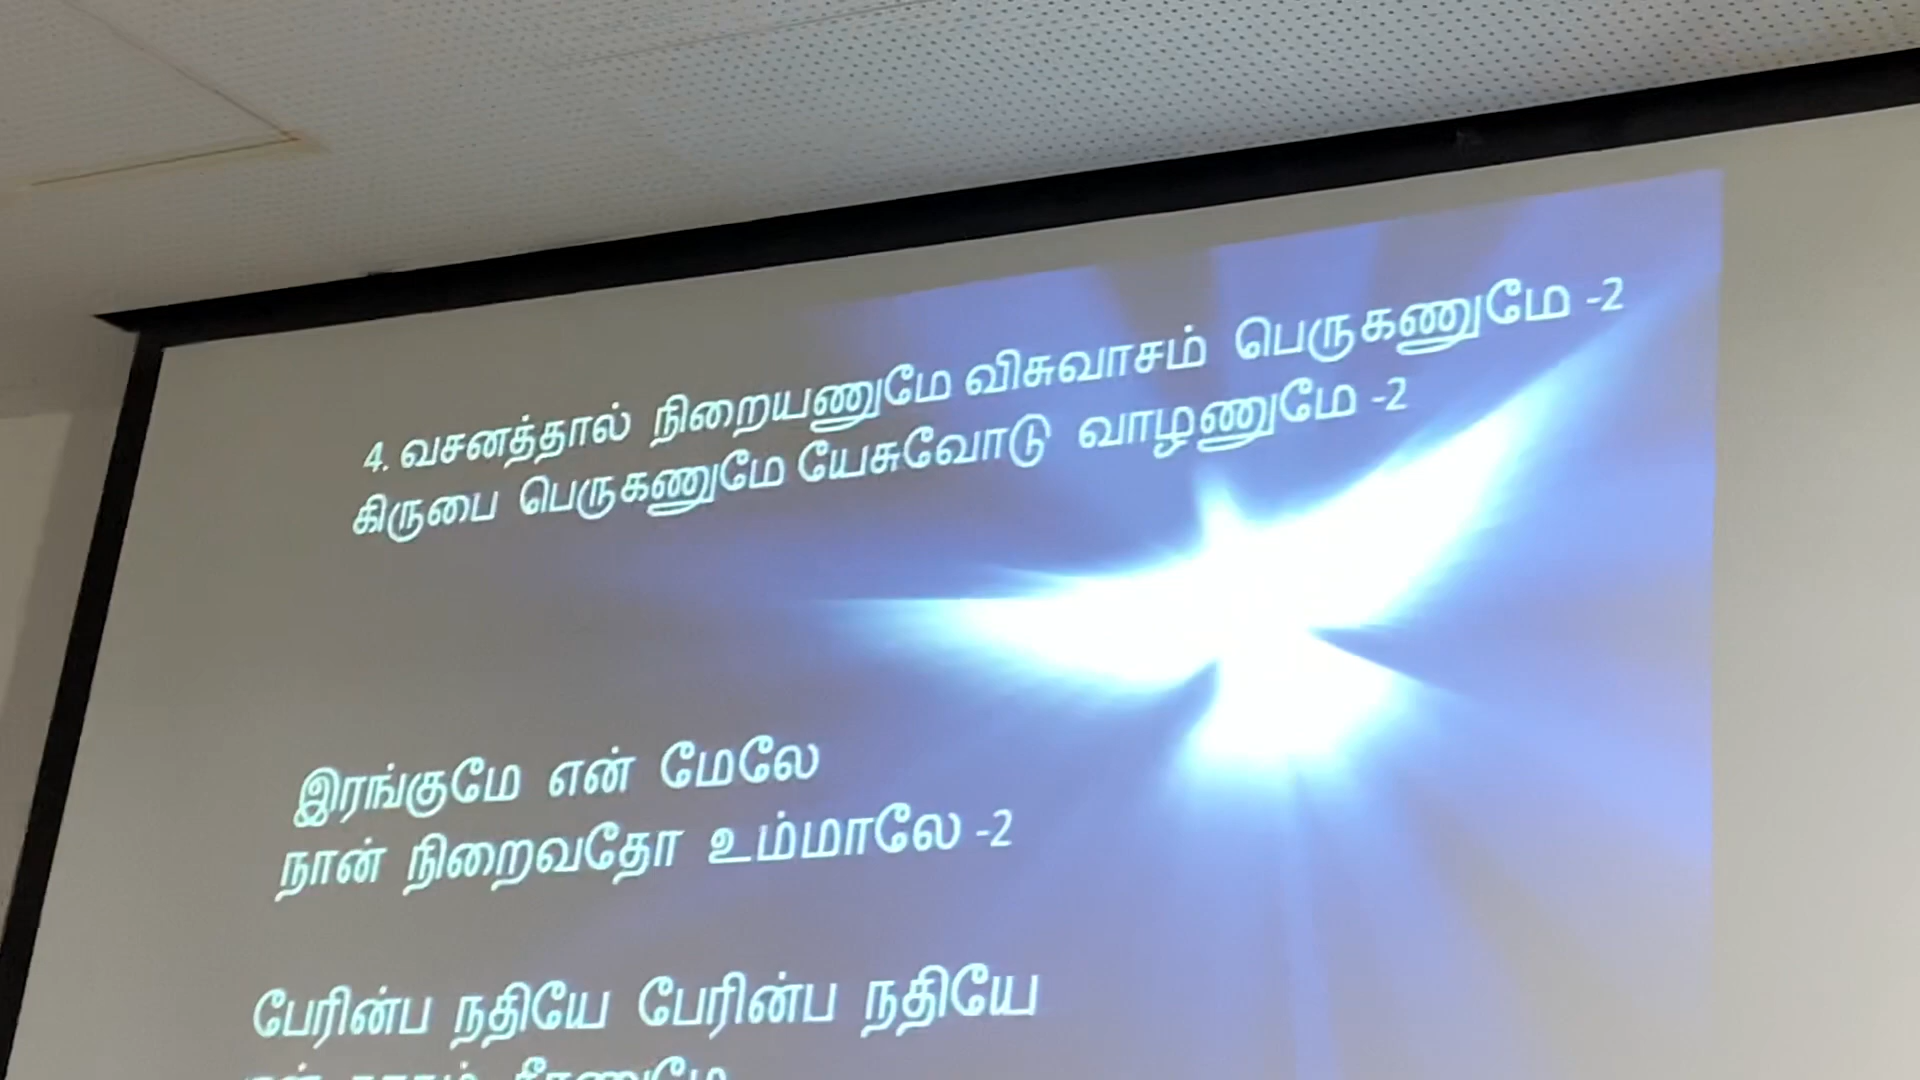 4. வசனத்தால் நிறையணுமே விசுவாசம் பெருகணுமே -2
கிருபை பெருகணுமே யேசுவோடு வாழணுமே -2
இரங்குமே என் மேலே
நான் நிறைவதோ உம்மாலே -2
பேரின்ப நதியே பேரின்ப நதியே